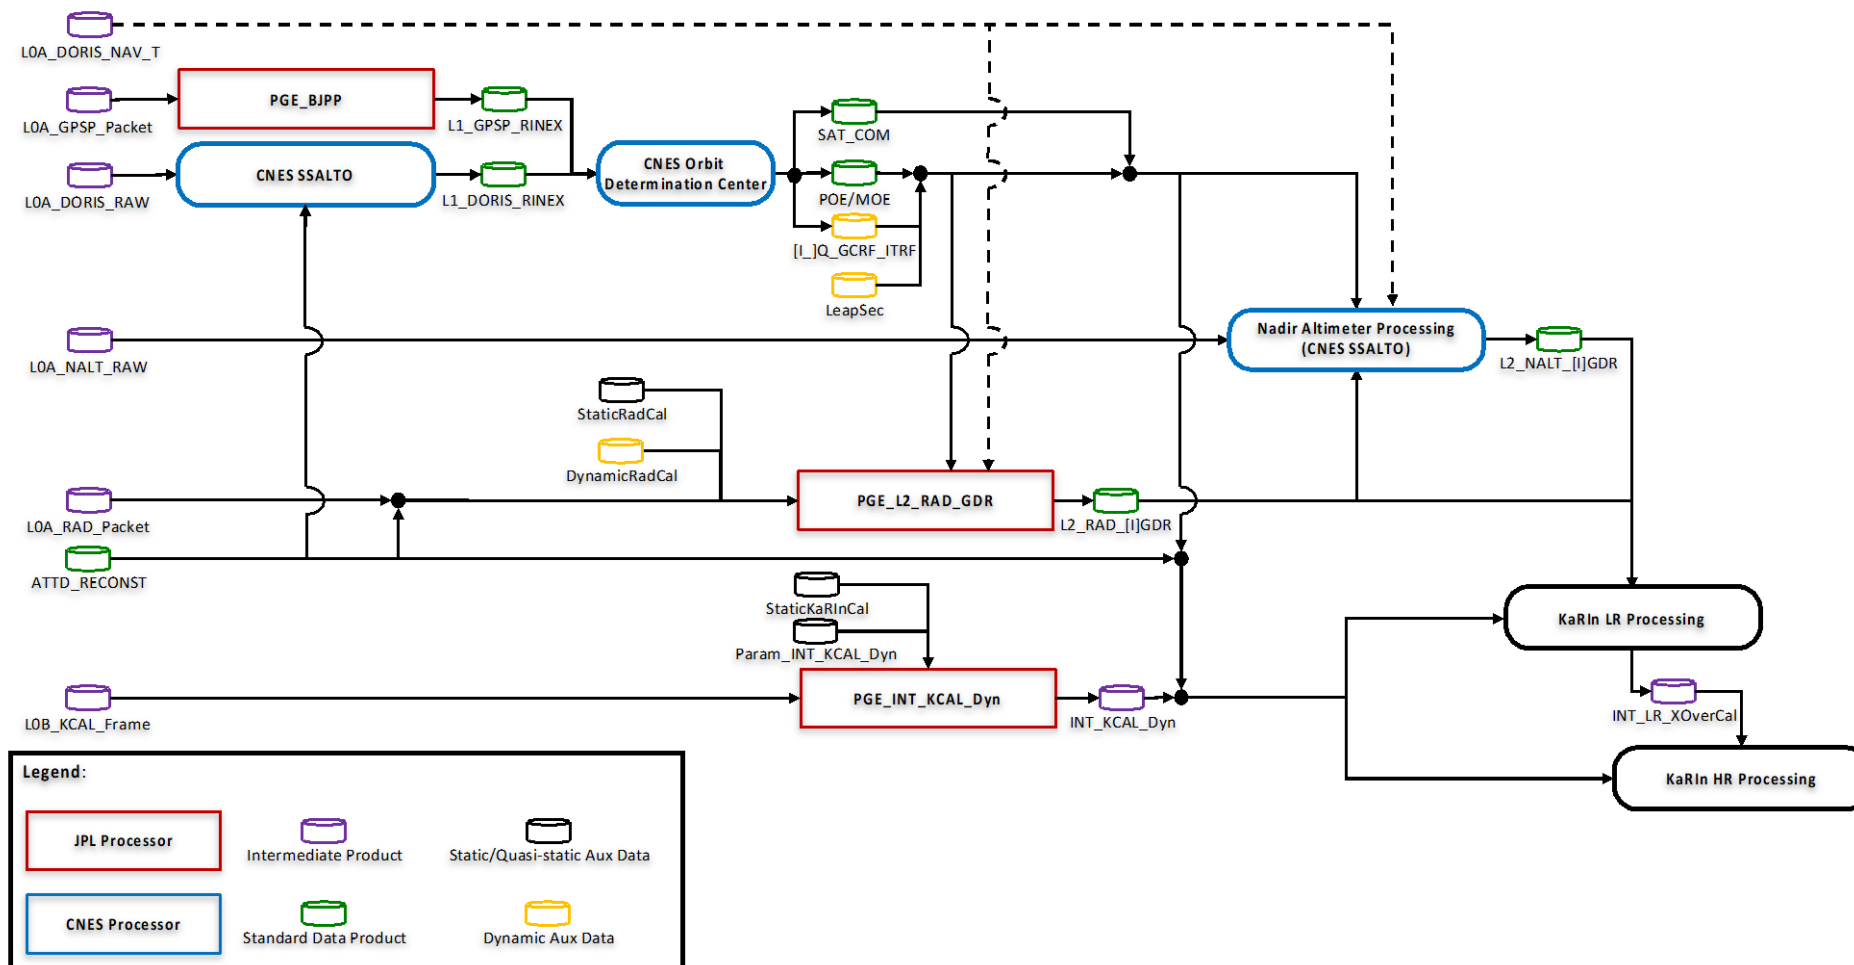 L0A_DORIS_NAV_T
PGE_BJPP
L0A_GPSP_Packet
L1_GPSP_RINEX
SAT_COM
CNES SSALTO
CNES Orbit
Determination Center
L0A_DORIS_RAW
L1_DORIS_RINEX
POE/MOE
[I_]Q_GCRF_ITRF
LeapSec
Nadir Altimeter Processing
(CNES SSALTO)
L0A_NALT_RAW
L2_NALT_[I]GDR
StaticRadCal
DynamicRadCal
PGE_L2_RAD_GDR
L0A_RAD_Packet
L2_RAD_[I]GDR
ATTD_RECONST
StaticKaRInCal
KaRIn LR Processing
Param_INT_KCAL_Dyn
PGE_INT_KCAL_Dyn
L0B_KCAL_Frame
INT_KCAL_Dyn
INT_LR_XOverCal
KaRIn HR Processing
Legend:
JPL Processor
Intermediate Product
Static/Quasi-static Aux Data
CNES Processor
Standard Data Product
Dynamic Aux Data